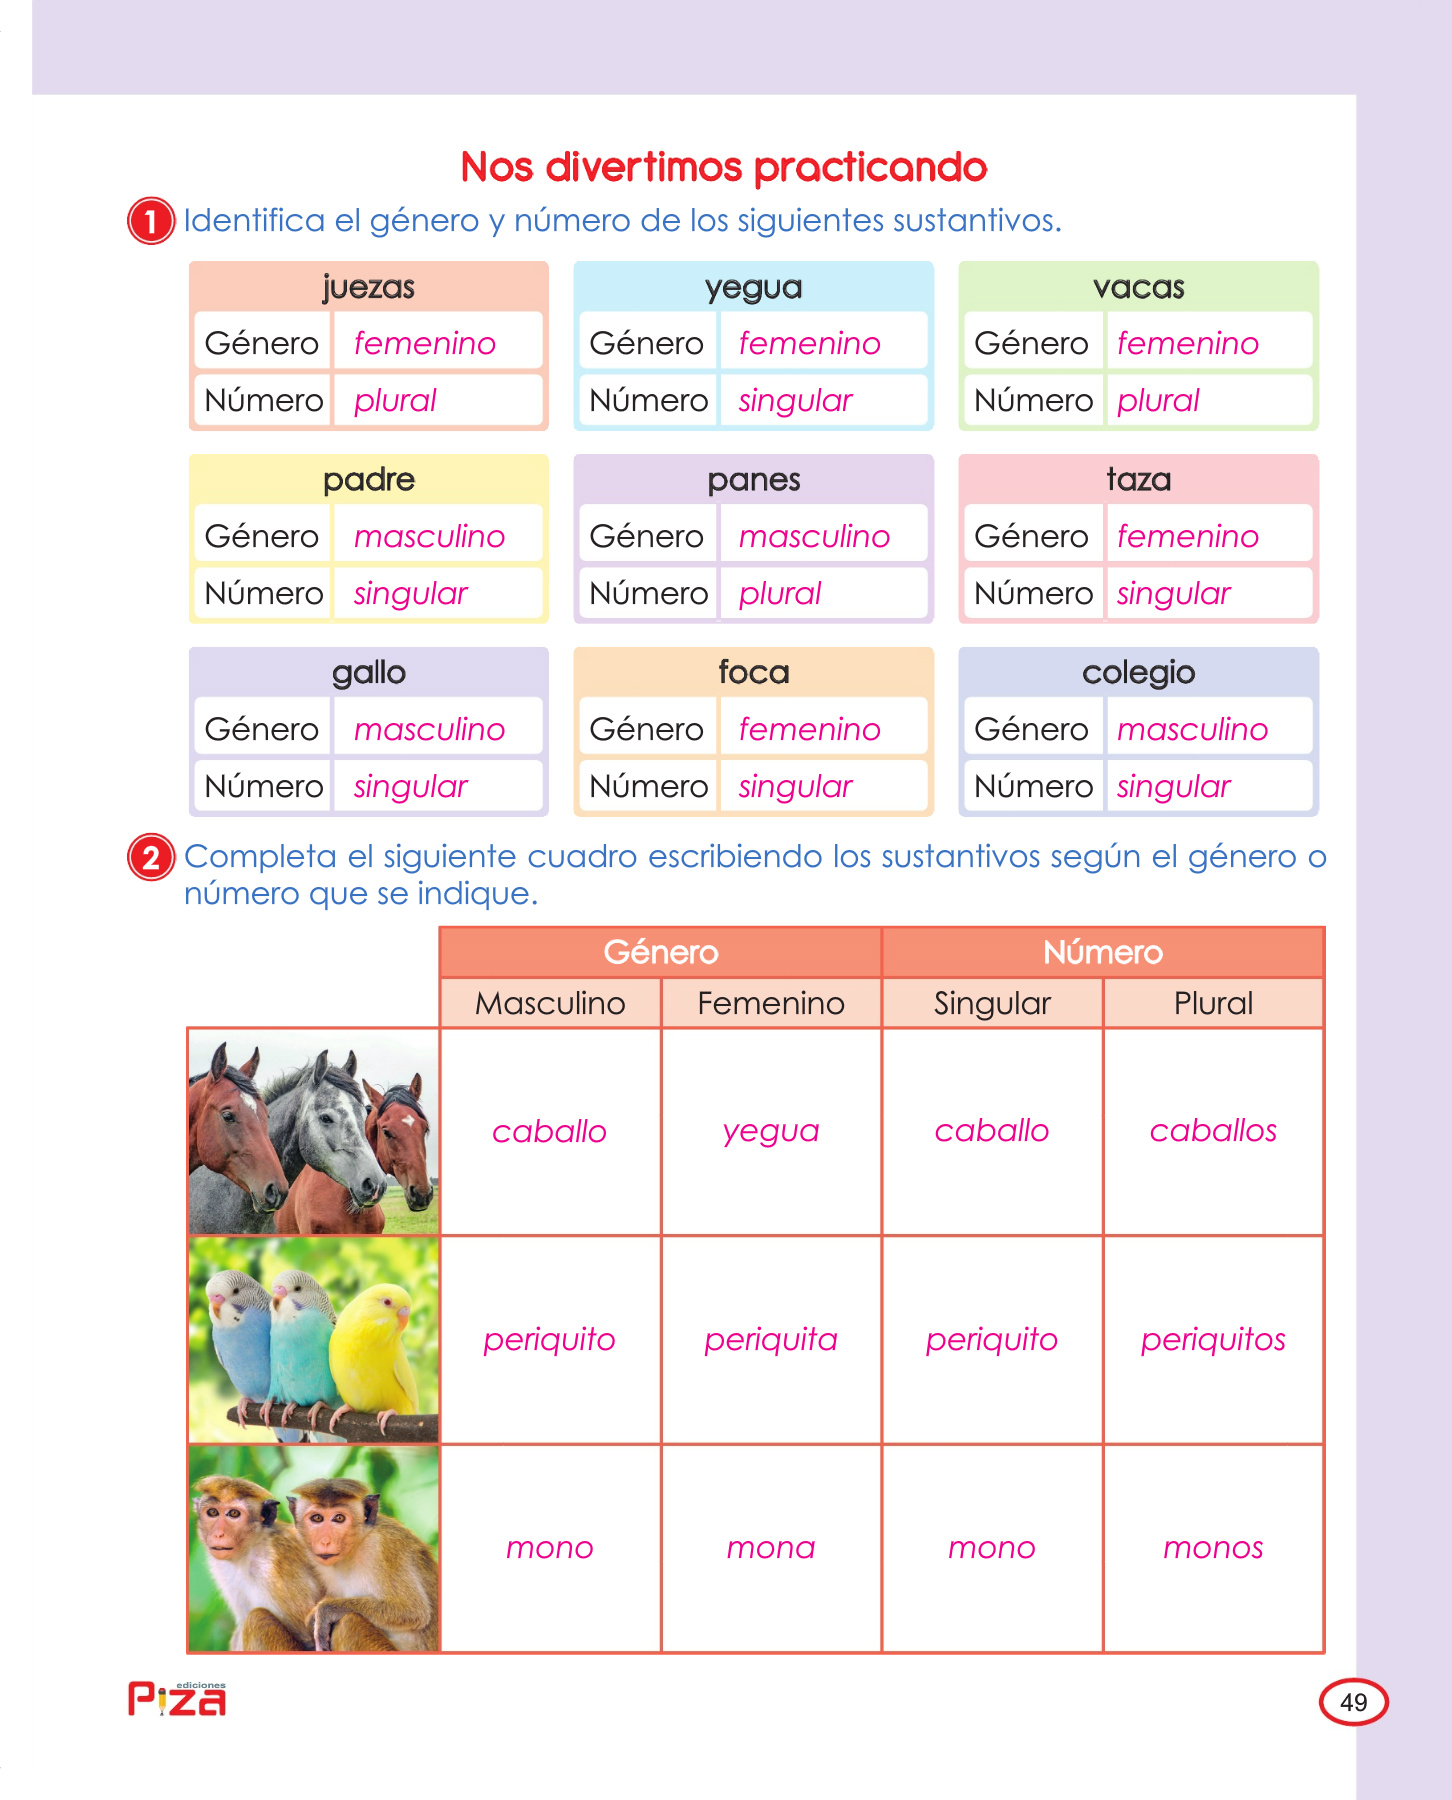 Nos divertimos practicando
1 Identifica el género y número de los siguientes sustantivos.
juezas
Género femenino
Número plural
yegua
Género femenino
Número singular
vacas
Género femenino
Número plural
padre
Género masculino
Número singular
panes
Género masculino
Número plural
taza
Género femenino
Número singular
gallo
Género masculino
Número singular
foca
Género femenino
Número singular
colegio
Género masculino
Número singular
2 Completa el siguiente cuadro escribiendo los sustantivos según el género o
número que se indique.
Género Número
Masculino Femenino Singular Plural
caballo yegua caballo caballos
periquito periquita periquito periquitos
mono mona mono monos
ediciones
Piza
49